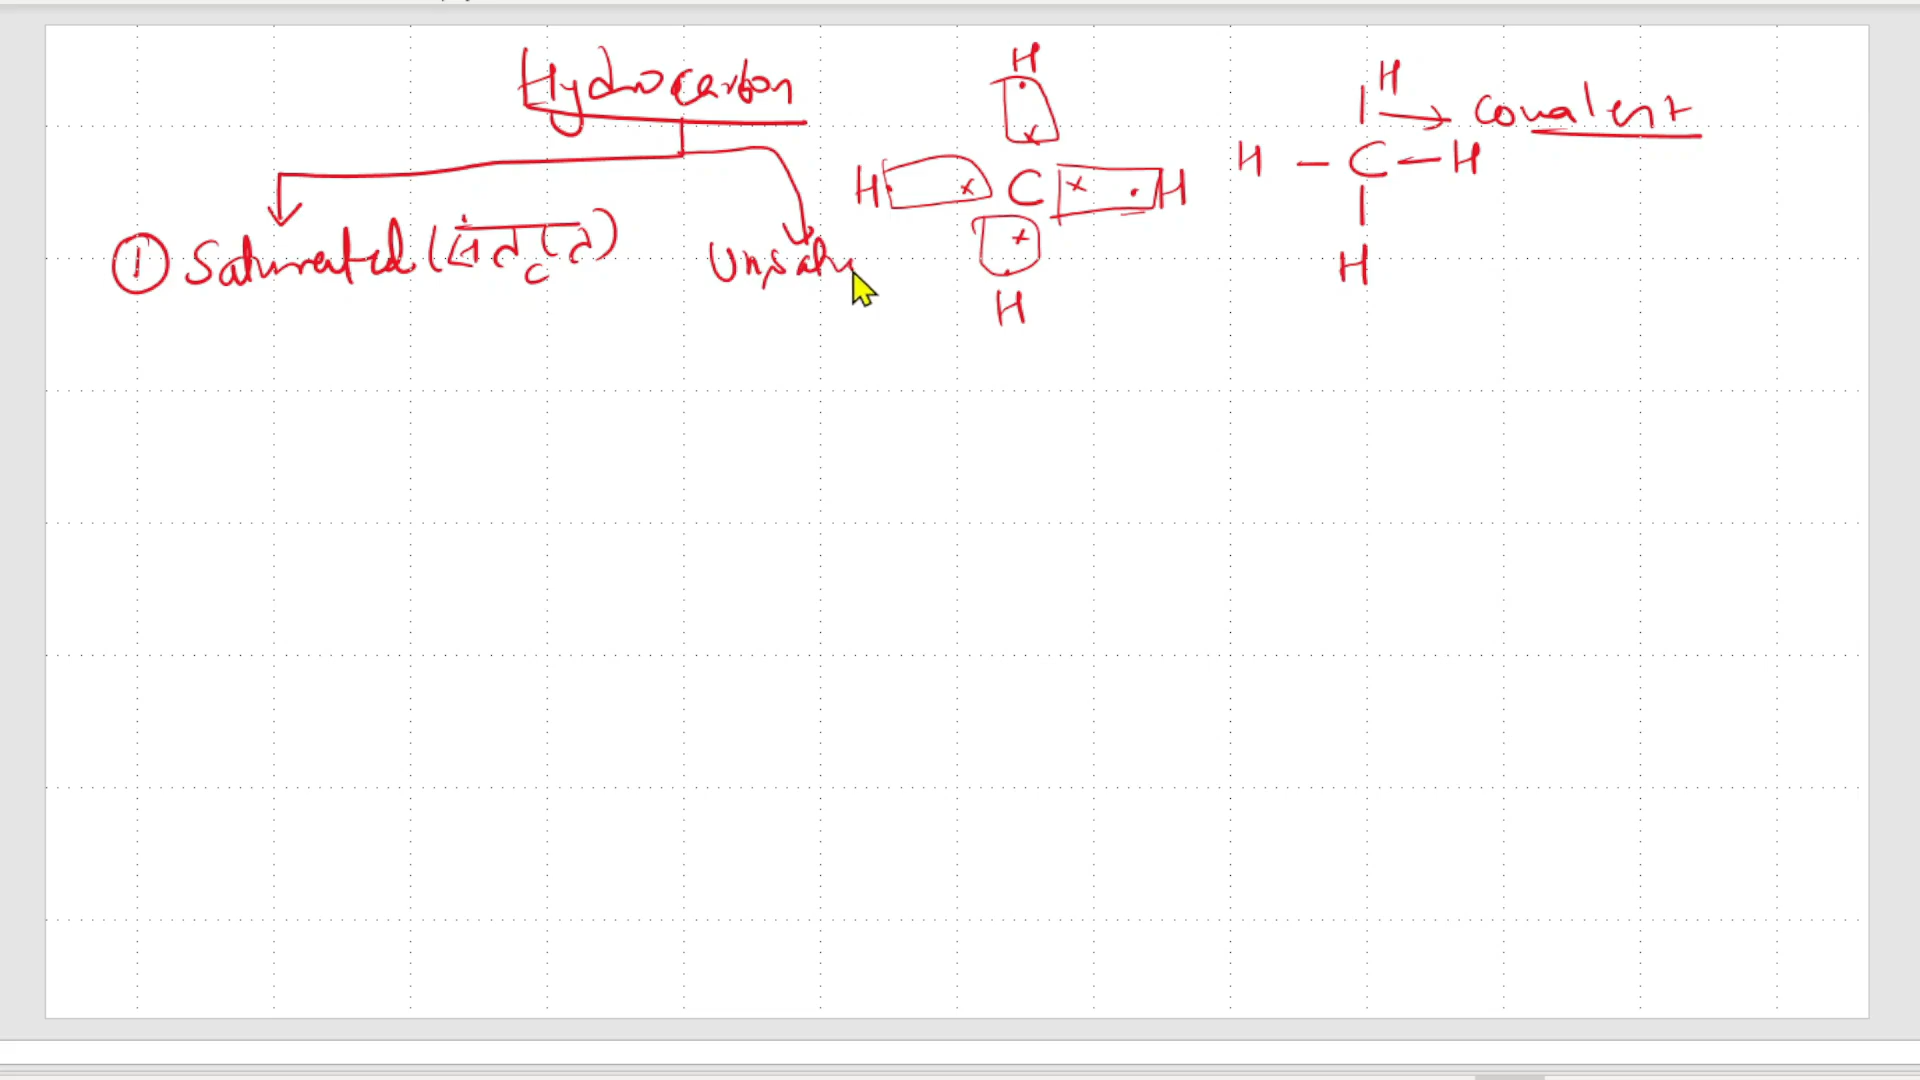 Hydrocarbon
① Saturated (संतृप्त)
Unsatu
H
H C H
H
H → Covalent
H – C – H
H